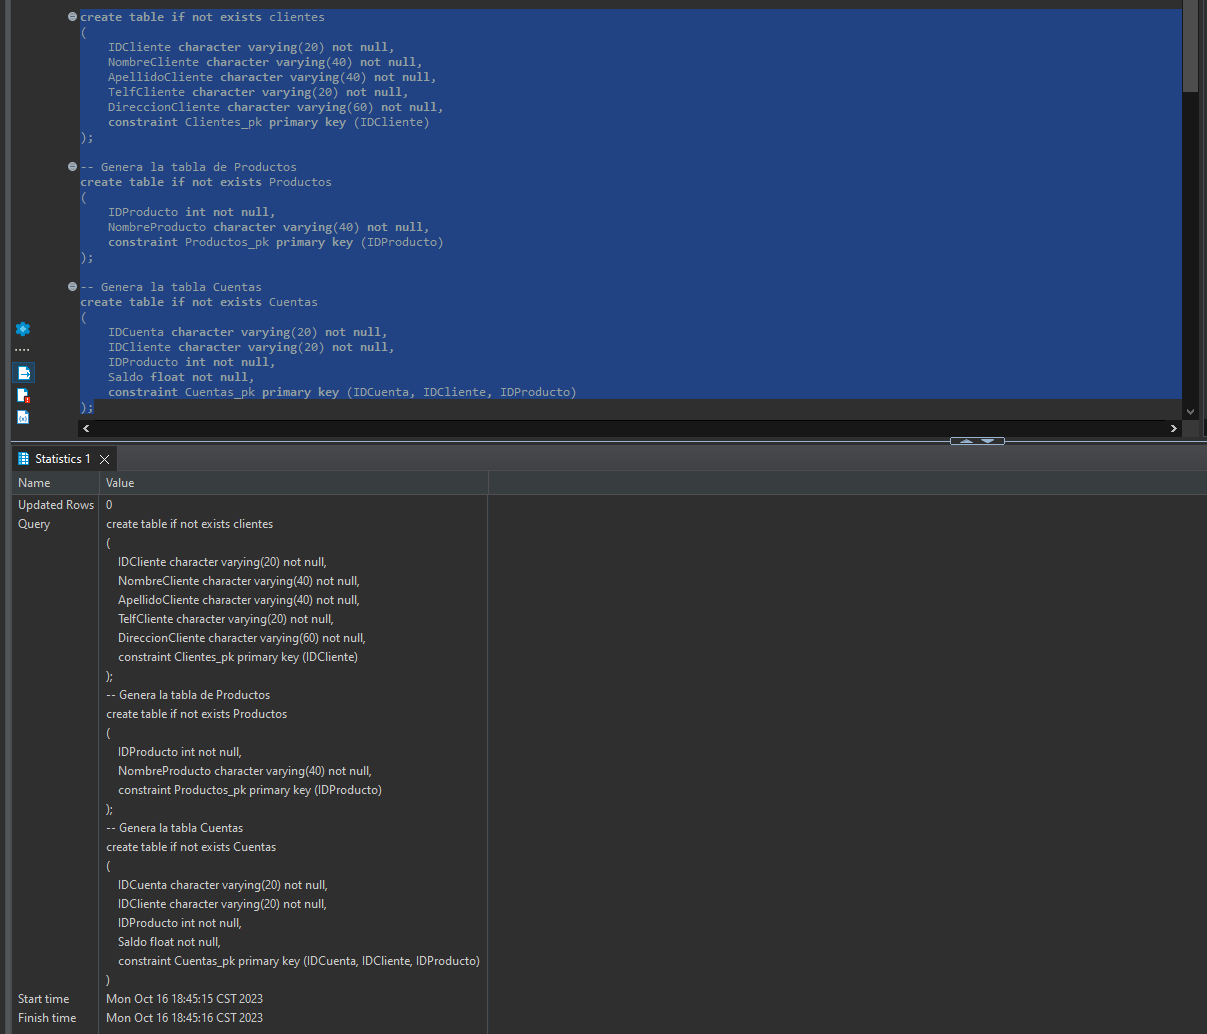 create table if not exists clientes
(
    IDCliente character varying(20) not null,
    NombreCliente character varying(40) not null,
    ApellidoCliente character varying(40) not null,
    TelfCliente character varying(20) not null,
    DireccionCliente character varying(60) not null,
    constraint Clientes_pk primary key (IDCliente)
);
-- Genera la tabla de Productos
create table if not exists Productos
(
    IDProducto int not null,
    NombreProducto character varying(40) not null,
    constraint Productos_pk primary key (IDProducto)
);
-- Genera la tabla Cuentas
create table if not exists Cuentas
(
    IDCuenta character varying(20) not null,
    IDCliente character varying(20) not null,
    IDProducto int not null,
    Saldo float not null,
    constraint Cuentas_pk primary key (IDCuenta, IDCliente, IDProducto)
);
Statistics 1
Name Value
Updated Rows 0
Query create table if not exists clientes
(
    IDCliente character varying(20) not null,
    NombreCliente character varying(40) not null,
    ApellidoCliente character varying(40) not null,
    TelfCliente character varying(20) not null,
    DireccionCliente character varying(60) not null,
    constraint Clientes_pk primary key (IDCliente)
);
-- Genera la tabla de Productos
create table if not exists Productos
(
    IDProducto int not null,
    NombreProducto character varying(40) not null,
    constraint Productos_pk primary key (IDProducto)
);
-- Genera la tabla Cuentas
create table if not exists Cuentas
(
    IDCuenta character varying(20) not null,
    IDCliente character varying(20) not null,
    IDProducto int not null,
    Saldo float not null,
    constraint Cuentas_pk primary key (IDCuenta, IDCliente, IDProducto)
)
Start time Mon Oct 16 18:45:15 CST 2023
Finish time Mon Oct 16 18:45:16 CST 2023